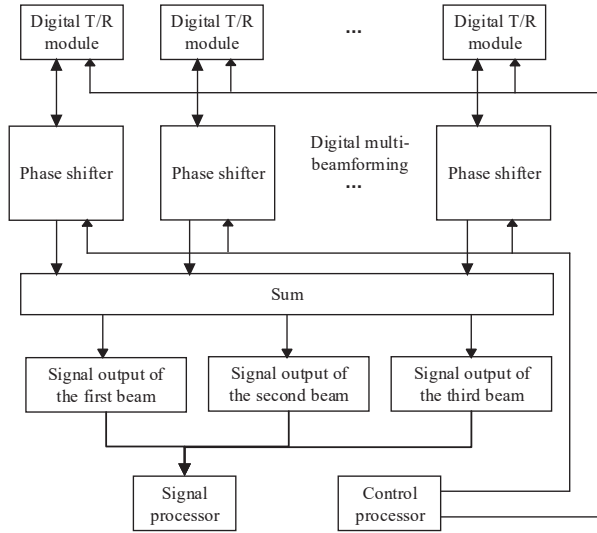 Digital T/R
module
Digital T/R
module
...
Digital T/R
module
Phase shifter
Phase shifter
Digital multi-
beamforming
...
Phase shifter
Sum
Signal output of
the first beam
Signal output of
the second beam
Signal output of
the third beam
Signal
processor
Control
processor